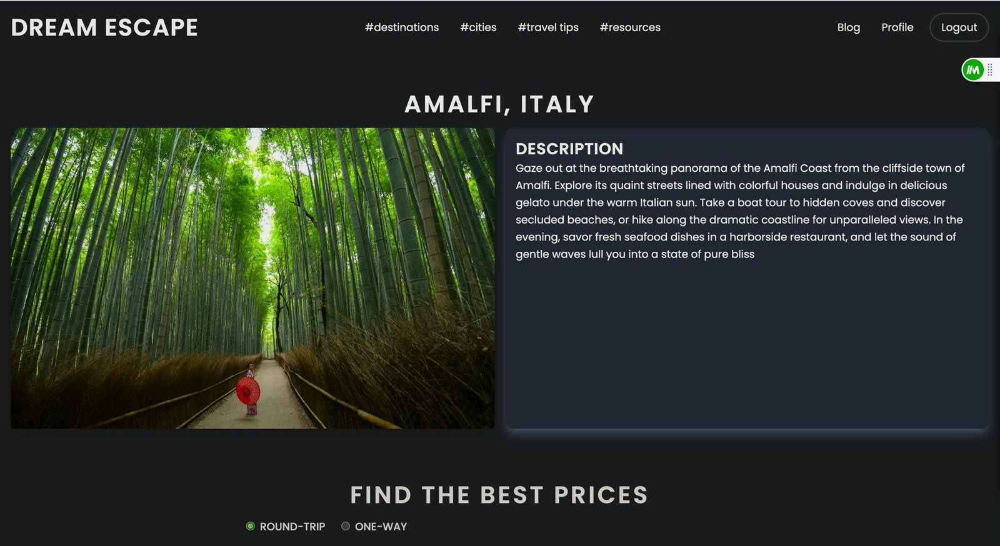 DREAM ESCAPE
#destinations #cities #travel tips #resources
Blog Profile Logout
AMALFI, ITALY
DESCRIPTION
Gaze out at the breathtaking panorama of the Amalfi Coast from the cliffside town of
Amalfi. Explore its quaint streets lined with colorful houses and indulge in delicious
gelato under the warm Italian sun. Take a boat tour to hidden coves and discover
secluded beaches, or hike along the dramatic coastline for unparalleled views. In the
evening, savor fresh seafood dishes in a harborside restaurant, and let the sound of
gentle waves lull you into a state of pure bliss
FIND THE BEST PRICES
ROUND-TRIP ONE-WAY